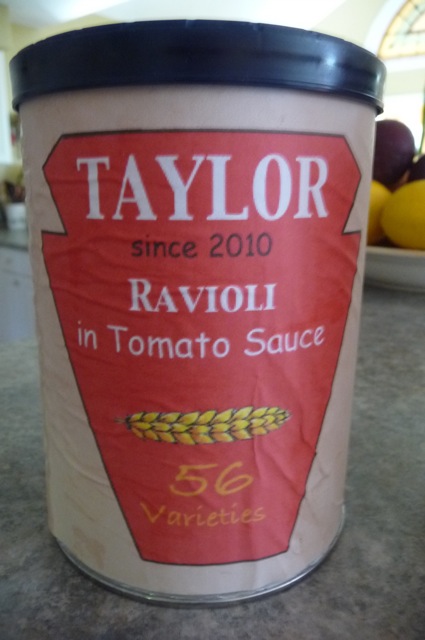 TAYLOR
since 2010
RAVIOLI
in Tomato Sauce
56
Varieties